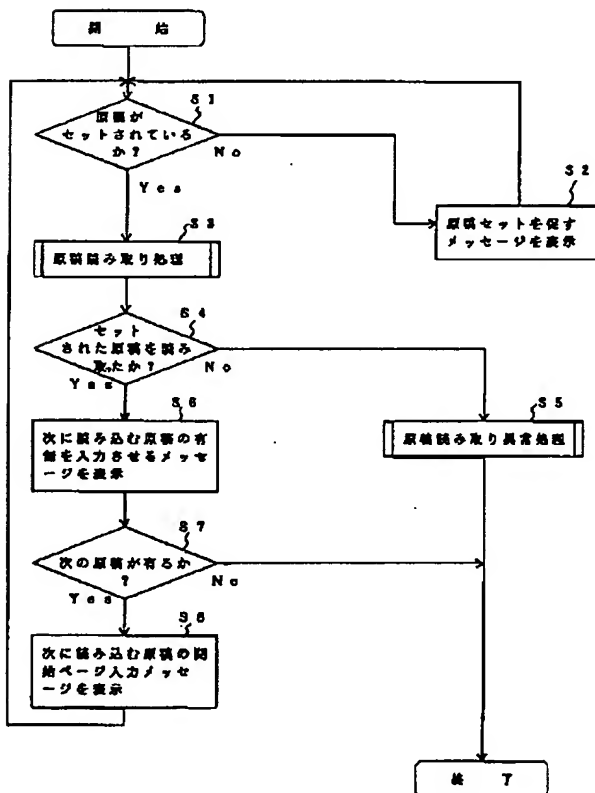 開 始
S1
原稿が
セットされている
か?
No
Yes
S2
原稿セットを促す
メッセージを表示
S3
原稿読み取り処理
S4
セット
された原稿を読み
取たか?
Yes
No
S5
原稿読み取り異常処理
S6
次に読み込む原稿の有
無を入力させるメッセ
ージを表示
S7
次の原稿が有るか
?
Yes
No
S8
次に読み込む原稿の開
始ページ入力メッセ
ージを表示
終 了